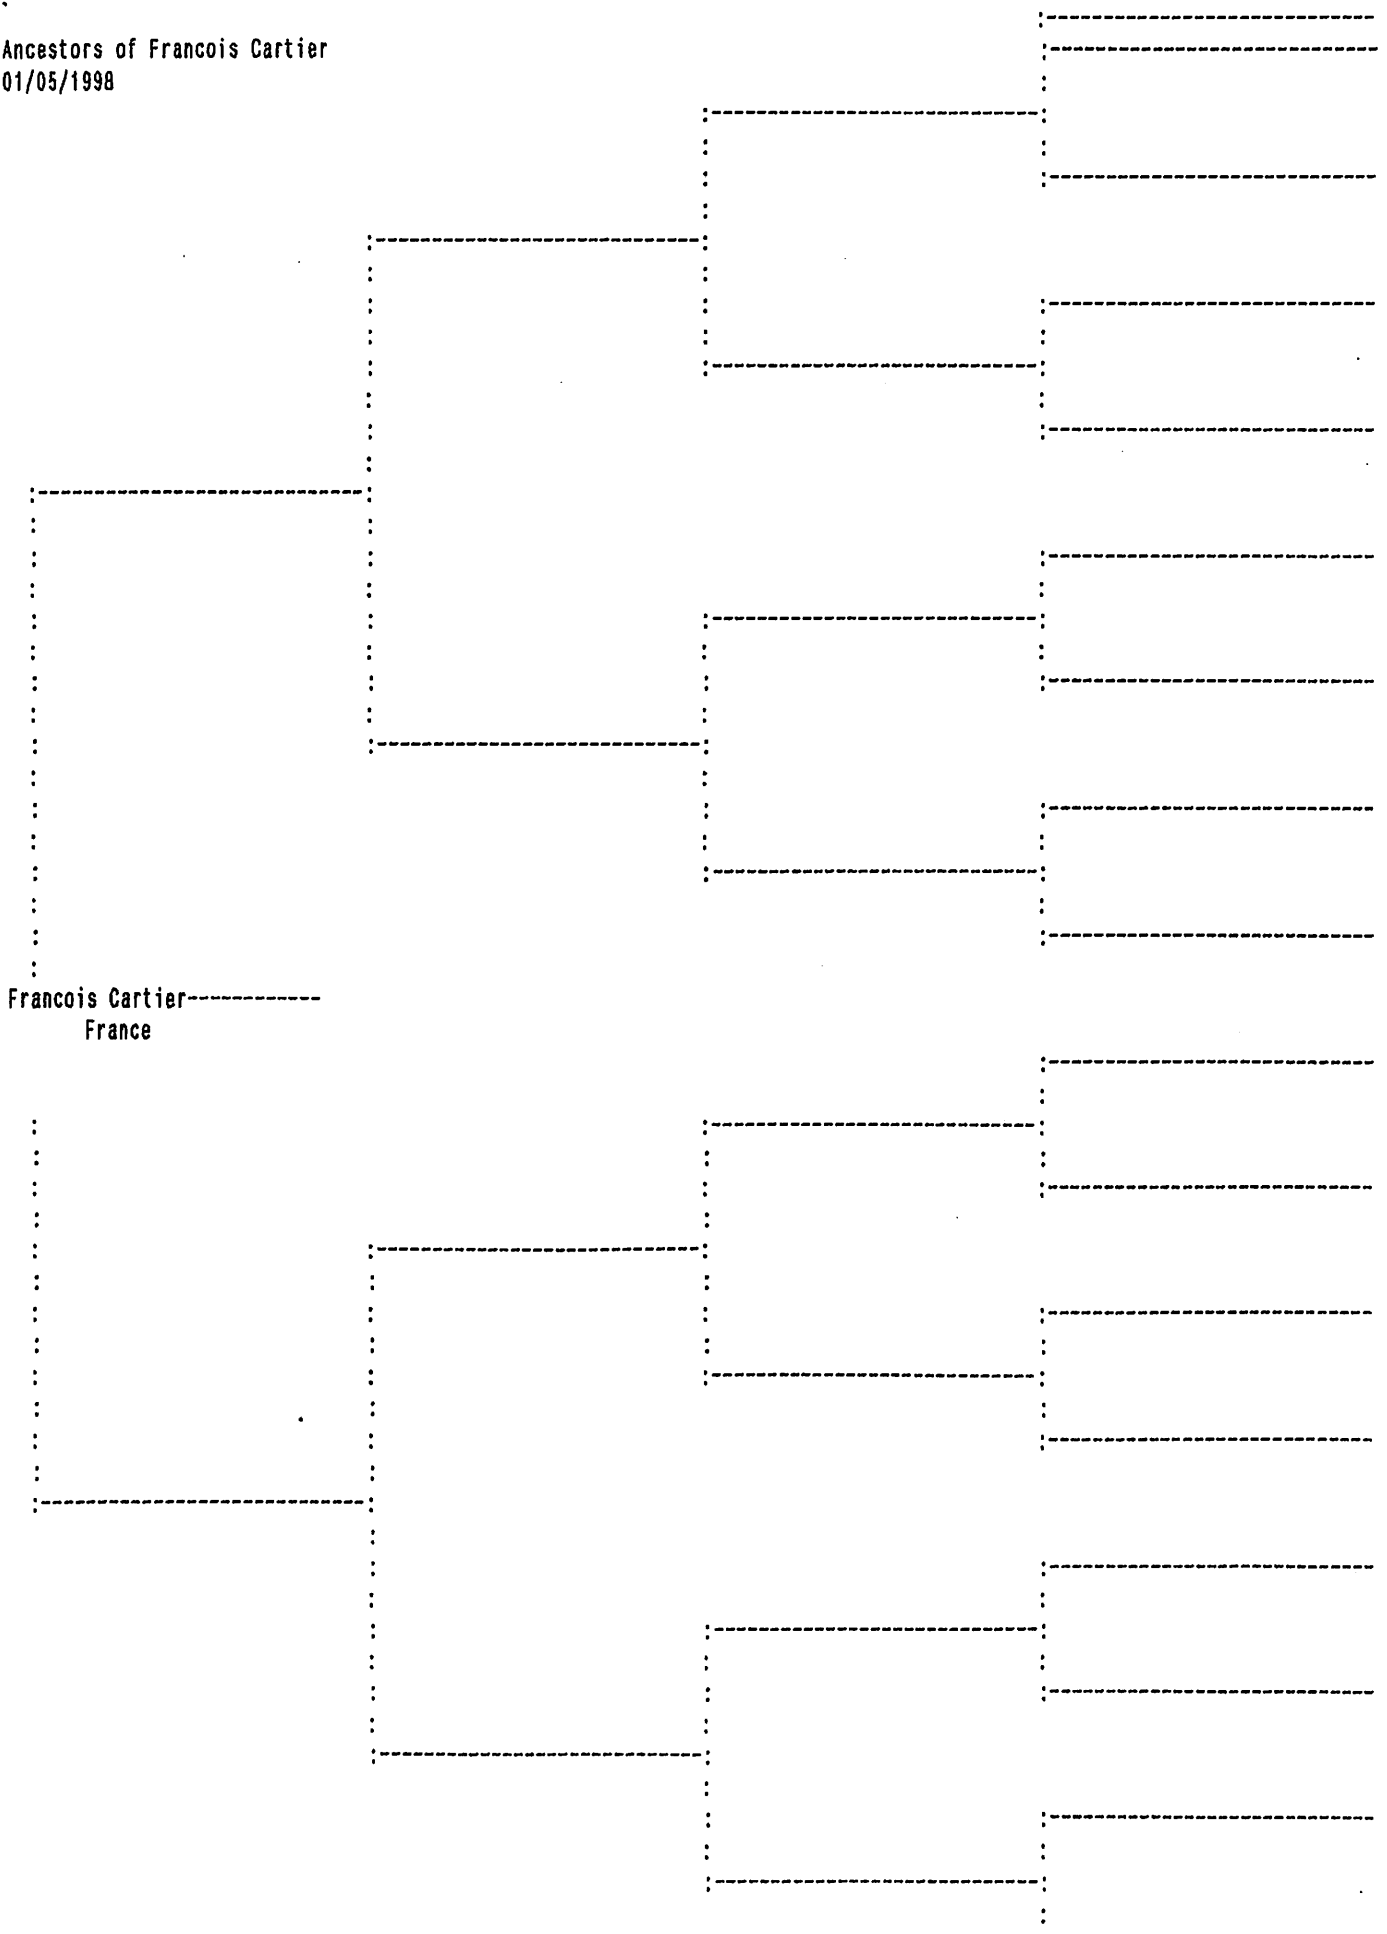 Ancestors of Francois Cartier
01/05/1998
Francois Cartier------------
France